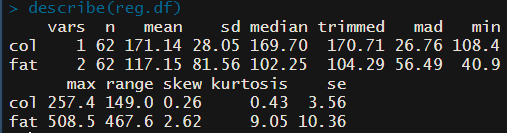 > describe(reg.df)
vars n mean sd median trimmed mad min
col 1 62 171.14 28.05 169.70 170.71 26.76 108.4
fat 2 62 117.15 81.56 102.25 104.29 56.49 40.9
max range skew kurtosis se
col 257.4 149.0 0.26 0.43 3.56
fat 508.5 467.6 2.62 9.05 10.36